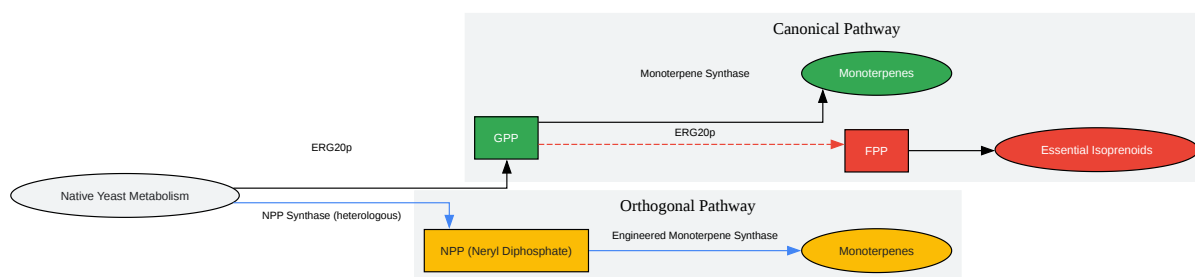 Canonical Pathway
Monoterpene Synthase
Monoterpenes
GPP
ERG20p
FPP
Essential Isoprenoids
ERG20p
Native Yeast Metabolism
NPP Synthase (heterologous)
Orthogonal Pathway
NPP (Neryl Diphosphate)
Engineered Monoterpene Synthase
Monoterpenes